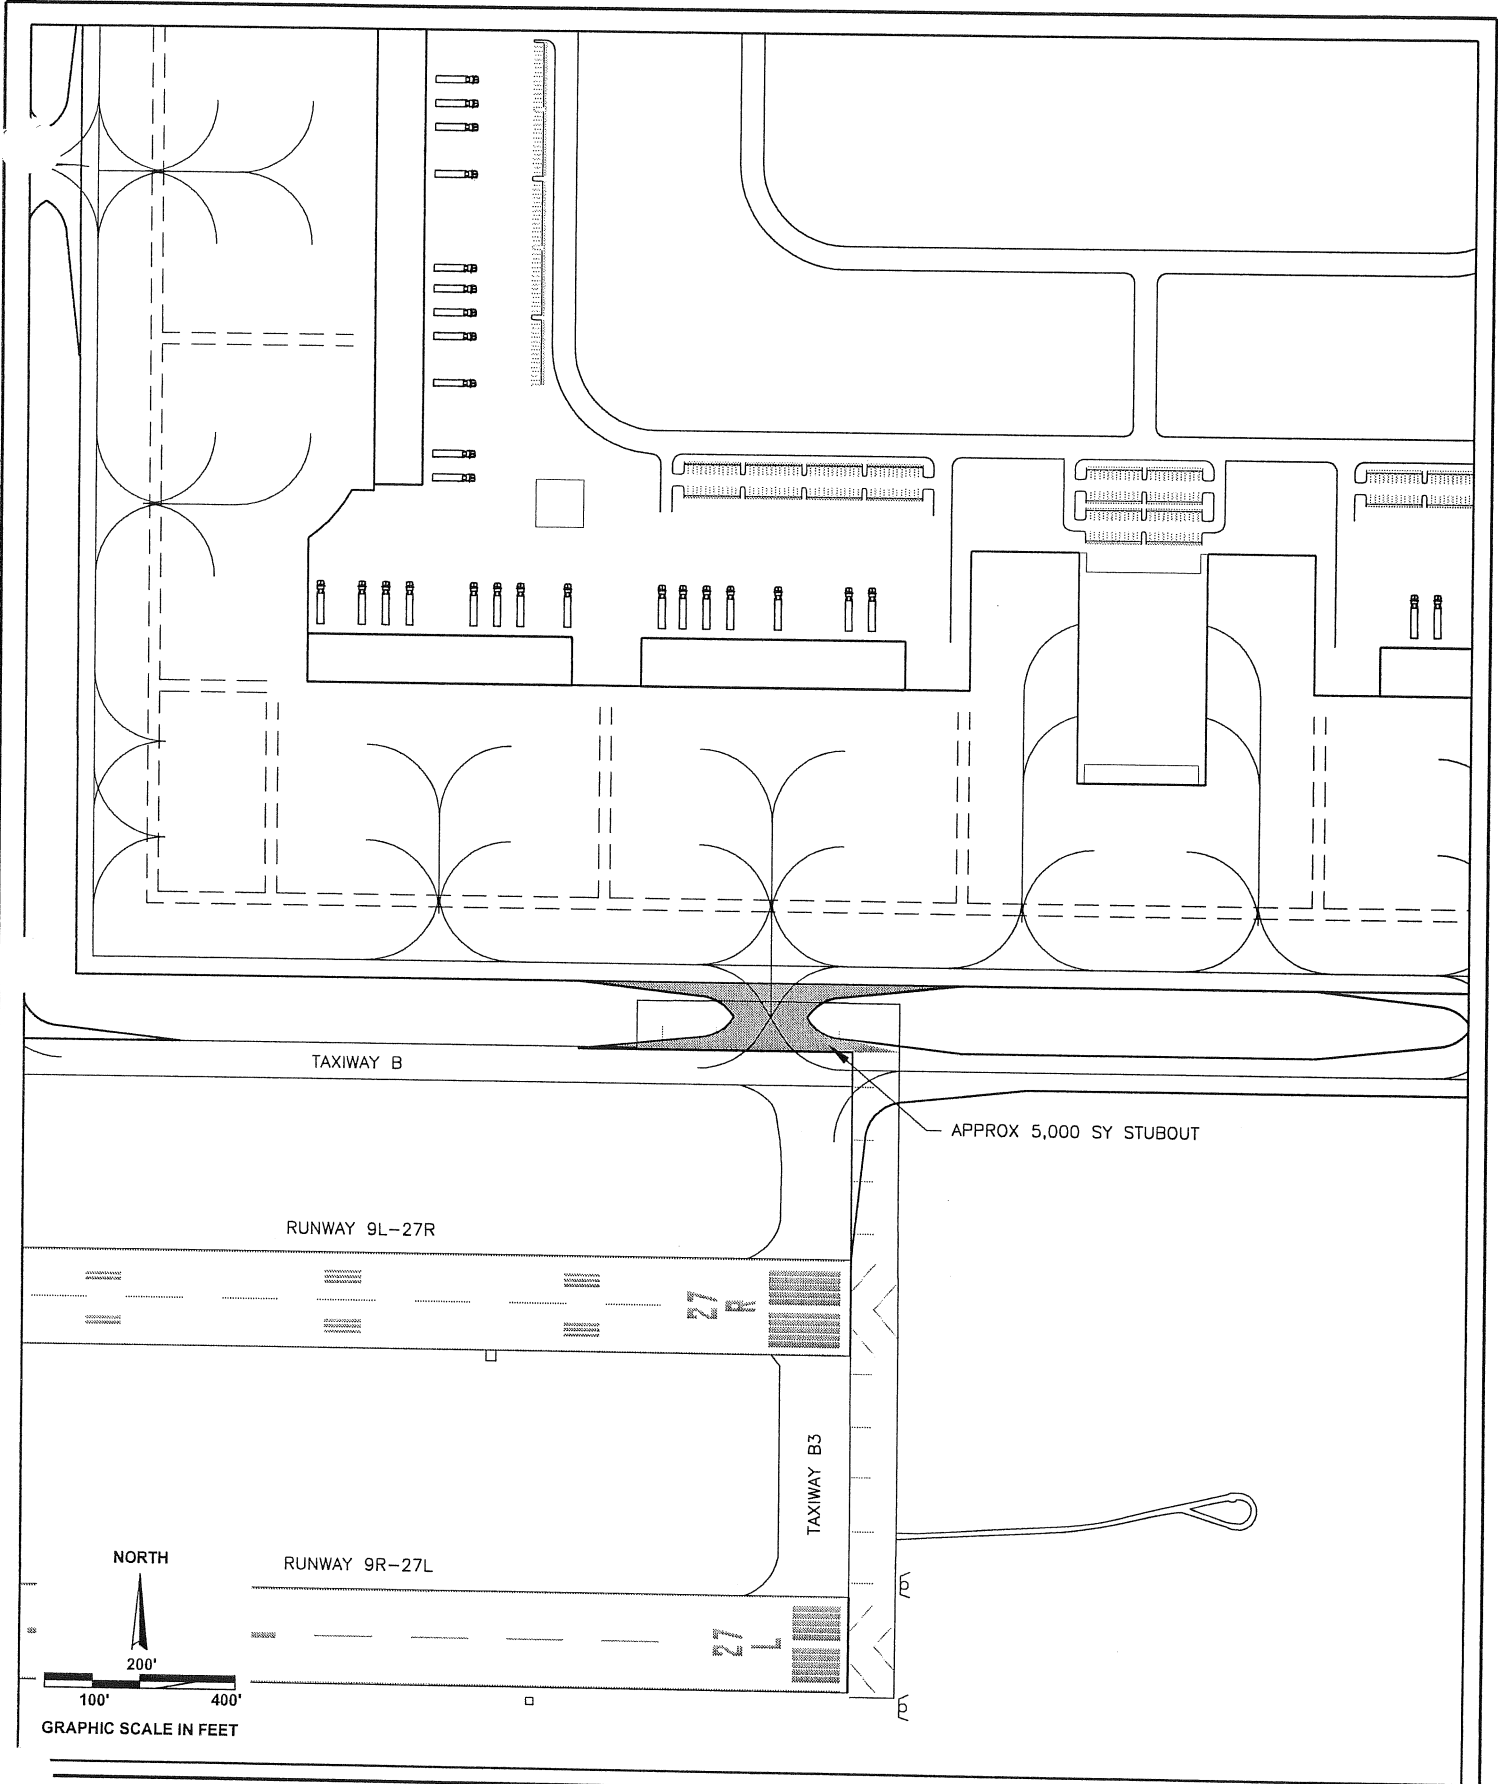 TAXIWAY B
APPROX 5,000 SY STUBOUT
RUNWAY 9L-27R
27
R
TAXIWAY B3
RUNWAY 9R-27L
27
L
NORTH
200'
100'
400'
GRAPHIC SCALE IN FEET